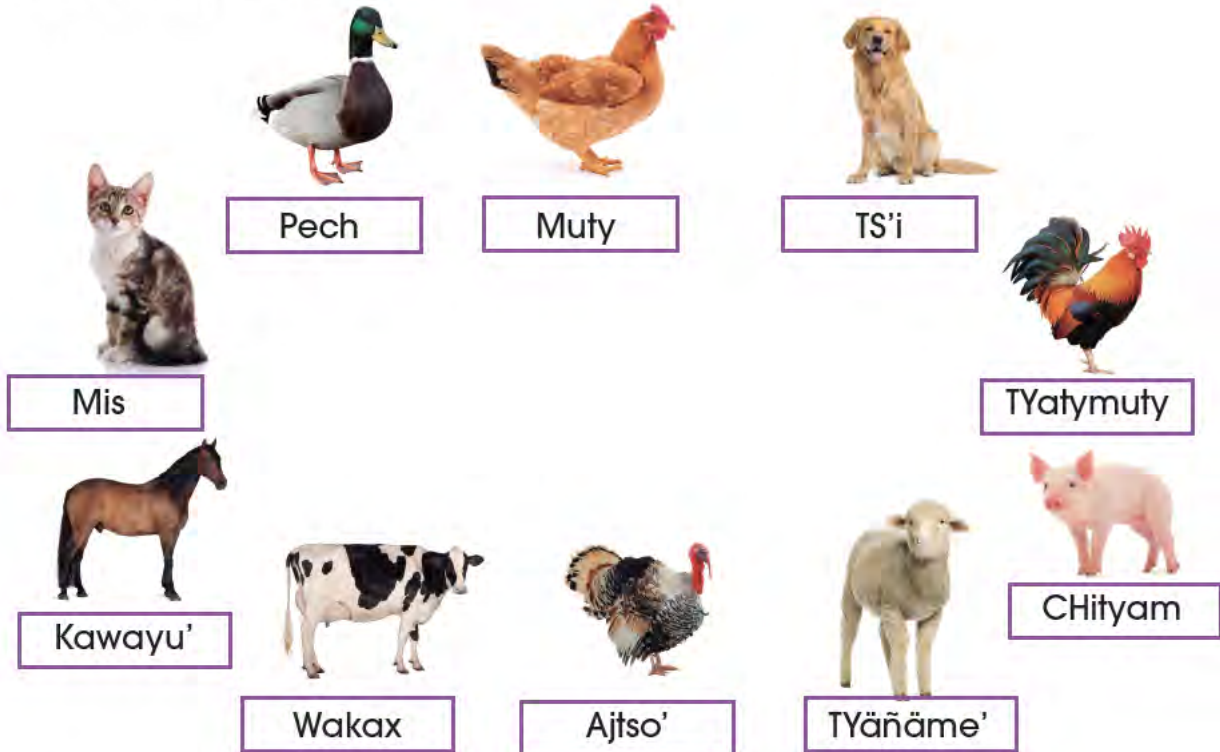 Pech
Muty
TS'i
Mis
TYatymuty
Kawayu'
CHityam
Wakax
Ajtso'
TYäñäme'